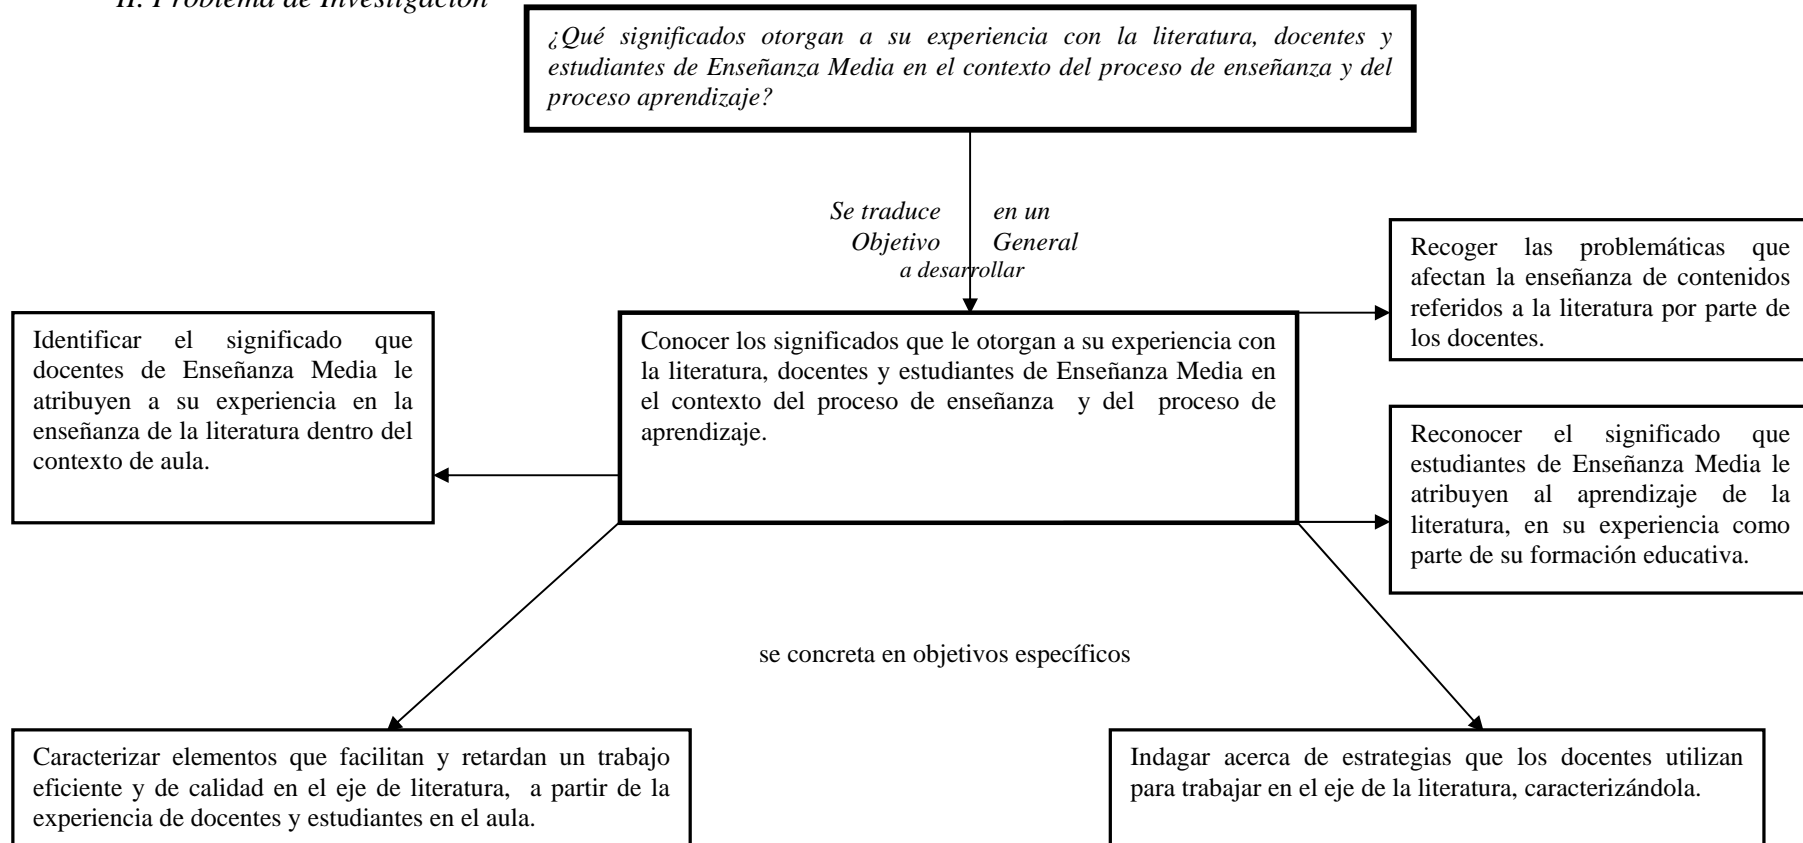 II. Problema de Investigación
¿Qué significados otorgan a su experiencia con la literatura, docentes y
estudiantes de Enseñanza Media en el contexto del proceso de enseñanza y del
proceso aprendizaje?
Se traduce en un
Objetivo General
a desarrollar
Recoger las problemáticas que
afectan la enseñanza de contenidos
referidos a la literatura por parte de
los docentes.
Identificar el significado que
docentes de Enseñanza Media le
atribuyen a su experiencia en la
enseñanza de la literatura dentro del
contexto de aula.
Conocer los significados que le otorgan a su experiencia con
la literatura, docentes y estudiantes de Enseñanza Media en
el contexto del proceso de enseñanza y del proceso de
aprendizaje.
Reconocer el significado que
estudiantes de Enseñanza Media le
atribuyen al aprendizaje de la
literatura, en su experiencia como
parte de su formación educativa.
se concreta en objetivos específicos
Caracterizar elementos que facilitan y retardan un trabajo
eficiente y de calidad en el eje de literatura, a partir de la
experiencia de docentes y estudiantes en el aula.
Indagar acerca de estrategias que los docentes utilizan
para trabajar en el eje de la literatura, caracterizándola.